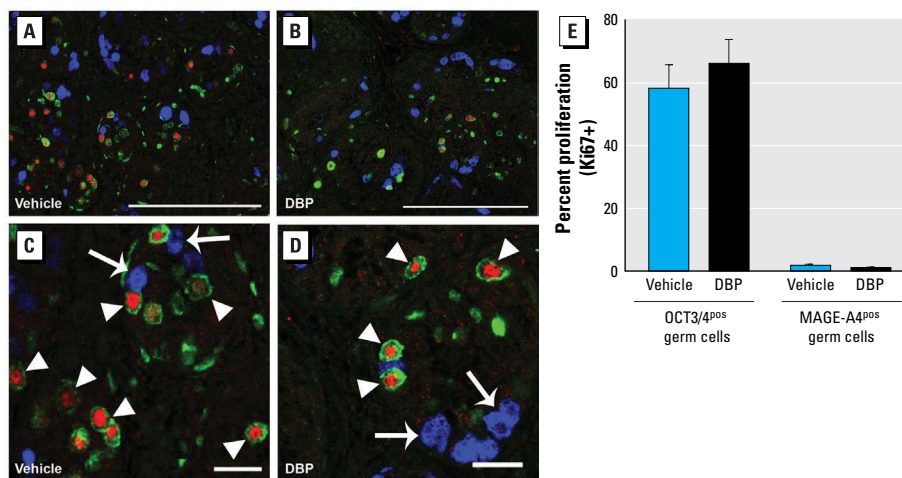 A
Vehicle
B
DBP
C
Vehicle
D
DBP
E
Percent proliferation
(Ki67+)
80
60
40
20
0
Vehicle DBP Vehicle DBP
OCT3/4ᵖᵒˢ MAGE-A4ᵖᵒˢ
germ cells germ cells